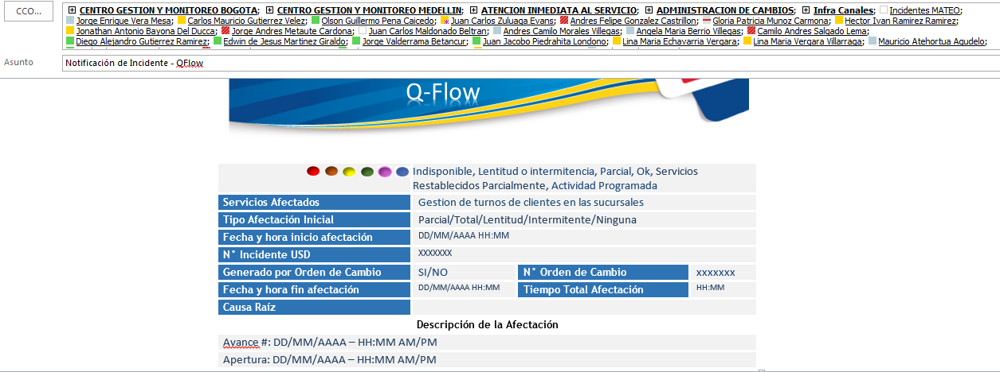 CCO...
CENTRO GESTION Y MONITOREO BOGOTA; CENTRO GESTION Y MONITOREO MEDELLIN; ATENCION INMEDIATA AL SERVICIO; ADMINISTRACION DE CAMBIOS; Infra Canales; Incidentes MATEO;
Jorge Enrique Vera Mesa; Carlos Mauricio Gutierrez Velez; Olson Guillermo Pena Caicedo; Juan Carlos Zuluaga Evans; Andres Felipe Gonzalez Castrillon; Gloria Patricia Munoz Carmona; Hector Ivan Ramirez Ramirez;
Jonathan Antonio Bayona Del Ducca; Jorge Andres Metaute Cardona; Juan Carlos Maldonado Beltran; Andres Camilo Morales Villegas; Angela Maria Berrio Villegas; Camilo Andres Salgado Lema;
Diego Alejandro Gutierrez Ramirez; Edwin de Jesus Martinez Giraldo; Jorge Valderrama Betancur; Juan Jacobo Piedrahita Londono; Lina Maria Echavarria Vergara; Lina Maria Vergara Villarraga; Mauricio Atehortua Agudelo;
Asunto Notificación de Incidente - QFlow
Q-Flow
Indisponible, Lentitud o intermitencia, Parcial, Ok, Servicios
Restablecidos Parcialmente, Actividad Programada
Servicios Afectados Gestion de turnos de clientes en las sucursales
Tipo Afectación Inicial Parcial/Total/Lentitud/Intermitente/Ninguna
Fecha y hora inicio afectación DD/MM/AAAA HH:MM
N° Incidente USD XXXXXXX
Generado por Orden de Cambio SI/NO N° Orden de Cambio xxxxxxx
Fecha y hora fin afectación DD/MM/AAAA HH:MM Tiempo Total Afectación HH:MM
Causa Raíz
Descripción de la Afectación
Avance #: DD/MM/AAAA – HH:MM AM/PM
Apertura: DD/MM/AAAA – HH:MM AM/PM